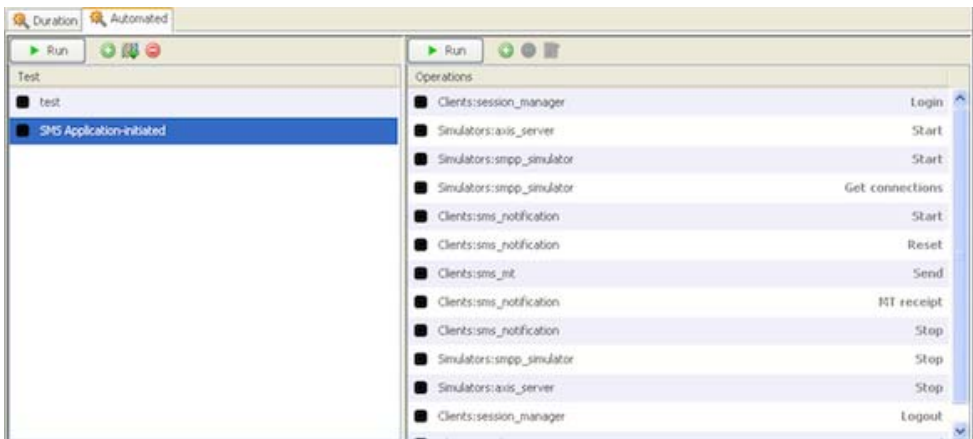 Duration Automated
Run
Test
test
SMS Application-initiated
Run
Operations
Clients:session_manager Login
Simulators:axis_server Start
Simulators:smpp_simulator Start
Simulators:smpp_simulator Get connections
Clients:sms_notification Start
Clients:sms_notification Reset
Clients:sms_mt Send
Clients:sms_notification MT receipt
Clients:sms_notification Stop
Simulators:smpp_simulator Stop
Simulators:axis_server Stop
Clients:session_manager Logout